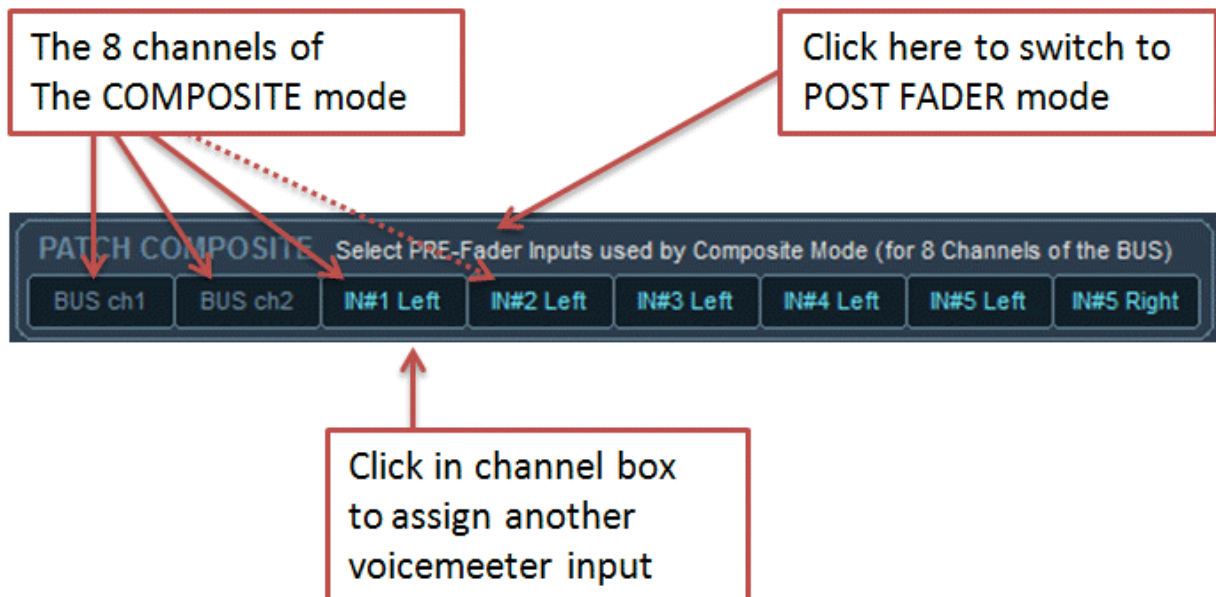 The 8 channels of
The COMPOSITE mode
Click here to switch to
POST FADER mode
PATCH COMPOSITE Select PRE-Fader Inputs used by Composite Mode (for 8 Channels of the BUS)
BUS ch1 BUS ch2 IN#1 Left IN#2 Left IN#3 Left IN#4 Left IN#5 Left IN#5 Right
Click in channel box
to assign another
voicemeeter input